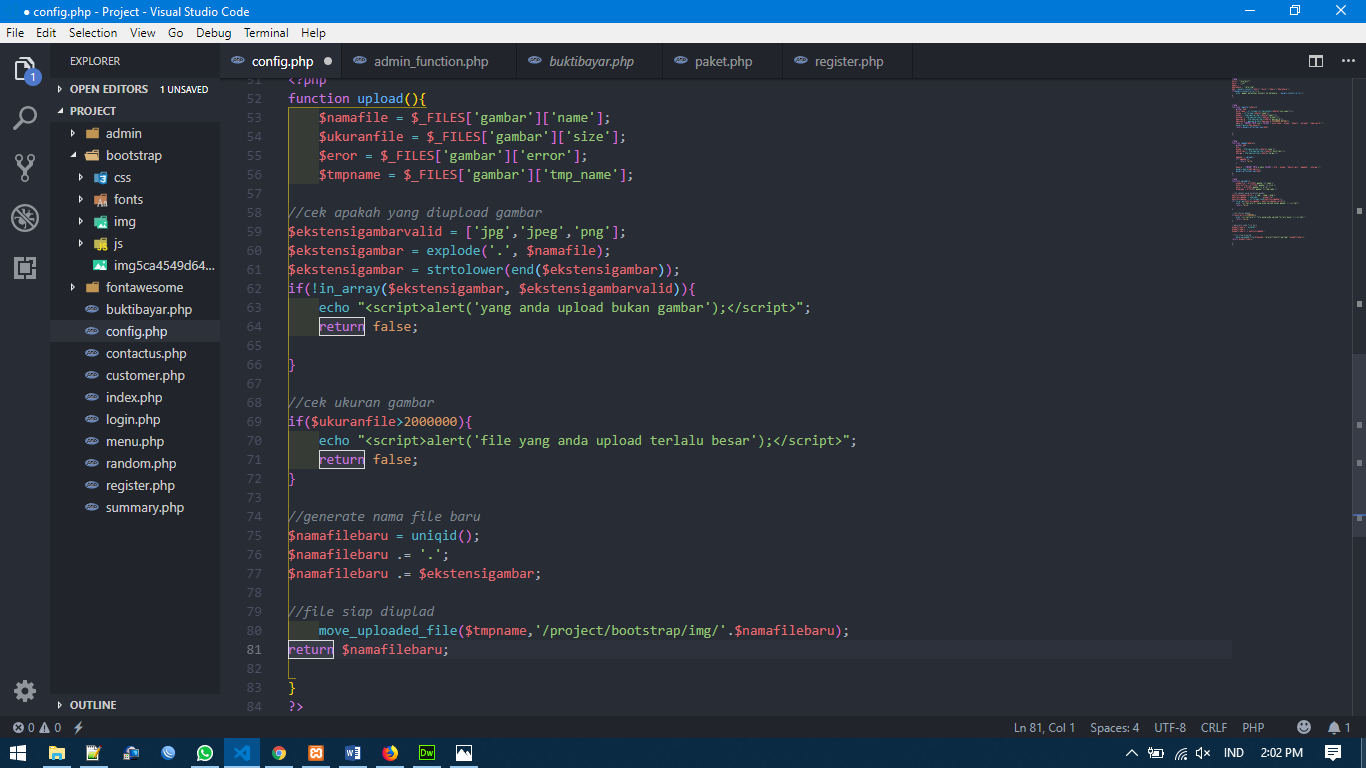 ● config.php - Project - Visual Studio Code
File Edit Selection View Go Debug Terminal Help
1
EXPLORER
config.php ●
admin_function.php
buktibayar.php
paket.php
register.php
OPEN EDITORS 1 UNSAVED
PROJECT
admin
bootstrap
css
fonts
img
js
img5ca4549d64...
fontawesome
buktibayar.php
config.php
contactus.php
customer.php
index.php
login.php
menu.php
random.php
register.php
summary.php
OUTLINE
51 <?php
52 function upload(){
53 $namafile = $_FILES['gambar']['name'];
54 $ukuranfile = $_FILES['gambar']['size'];
55 $eror = $_FILES['gambar']['error'];
56 $tmpname = $_FILES['gambar']['tmp_name'];
57
58 //cek apakah yang diupload gambar
59 $ekstensigambarvalid = ['jpg','jpeg','png'];
60 $ekstensigambar = explode('.', $namafile);
61 $ekstensigambar = strtolower(end($ekstensigambar));
62 if(!in_array($ekstensigambar, $ekstensigambarvalid)){
63 echo "<script>alert('yang anda upload bukan gambar');</script>";
64 return false;
65
66 }
67
68 //cek ukuran gambar
69 if($ukuranfile>2000000){
70 echo "<script>alert('file yang anda upload terlalu besar');</script>";
71 return false;
72 }
73
74 //generate nama file baru
75 $namafilebaru = uniqid();
76 $namafilebaru .= '.';
77 $namafilebaru .= $ekstensigambar;
78
79 //file siap diuplad
80 move_uploaded_file($tmpname,'/project/bootstrap/img/'.$namafilebaru);
81 return $namafilebaru;
82
83 }
84 ?>
0 0 Ln 81, Col 1 Spaces: 4 UTF-8 CRLF PHP 1
Dw
IND 2:02 PM